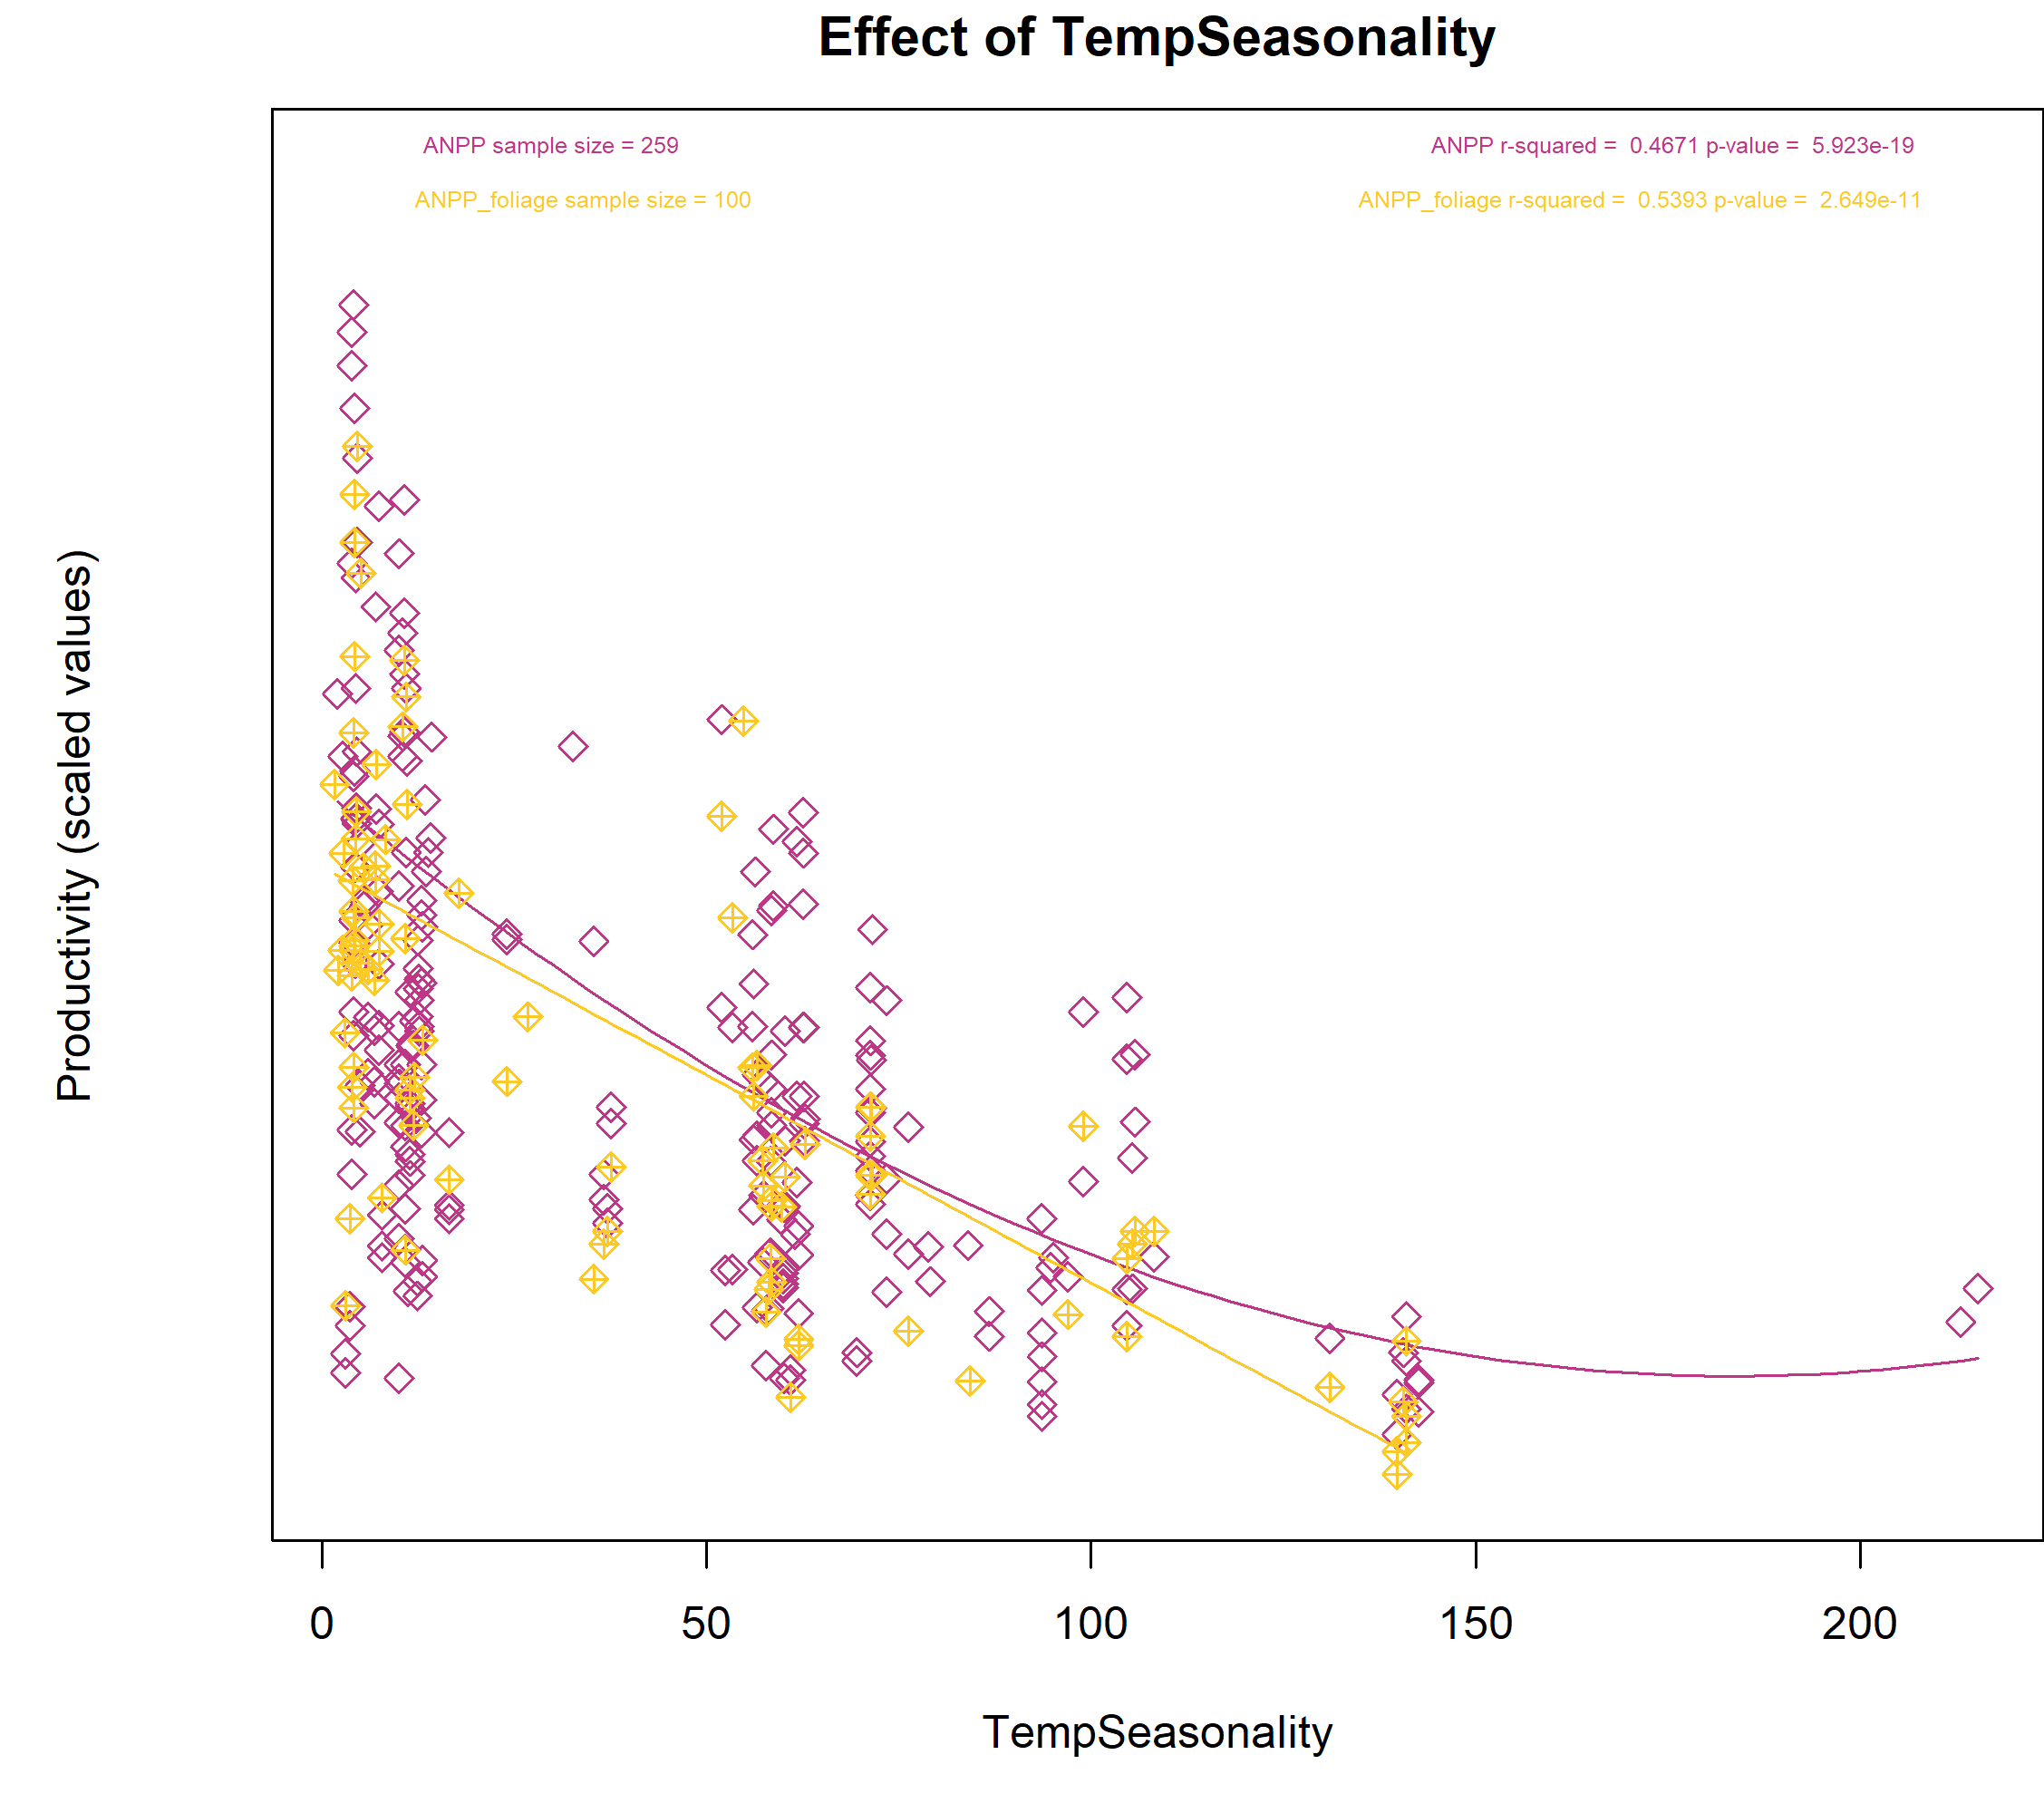 Effect of TempSeasonality
ANPP sample size = 259
ANPP r-squared =  0.4671 p-value =  5.923e-19
ANPP_foliage sample size = 100
ANPP_foliage r-squared =  0.5393 p-value =  2.649e-11
Productivity (scaled values)
0 50 100 150 200
TempSeasonality